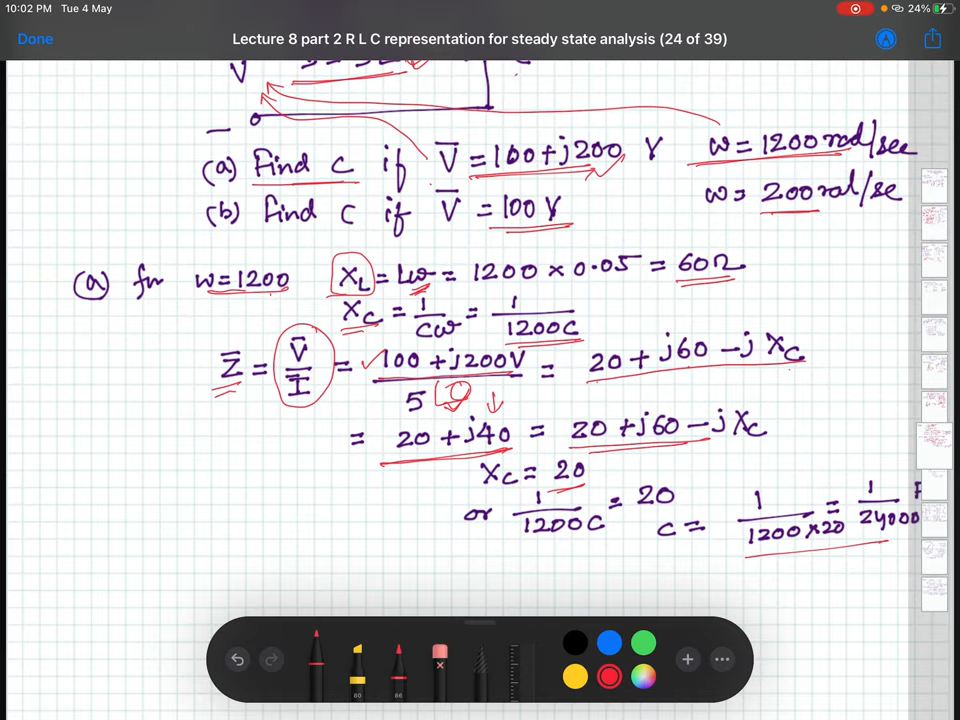 10:02 PM Tue 4 May 24%
Done Lecture 8 part 2 R L C representation for steady state analysis (24 of 39)
V
(a) Find C if V̄ = 100+j200 V ω = 1200 rad/sec
(b) Find C if V̄ = 100 V ω = 200 rad/se
(a) for ω=1200 X_L = Lω = 1200 × 0.05 = 60Ω
X_C = 1/Cω = 1/1200C
Z̄ = V̄/Ī = 100+j200V/5 = 20+j60-jX_C
= 20+j40 = 20+j60-jX_C
X_C = 20
or 1/1200C = 20 C = 1/1200×20 = 1/24000 F
80 86